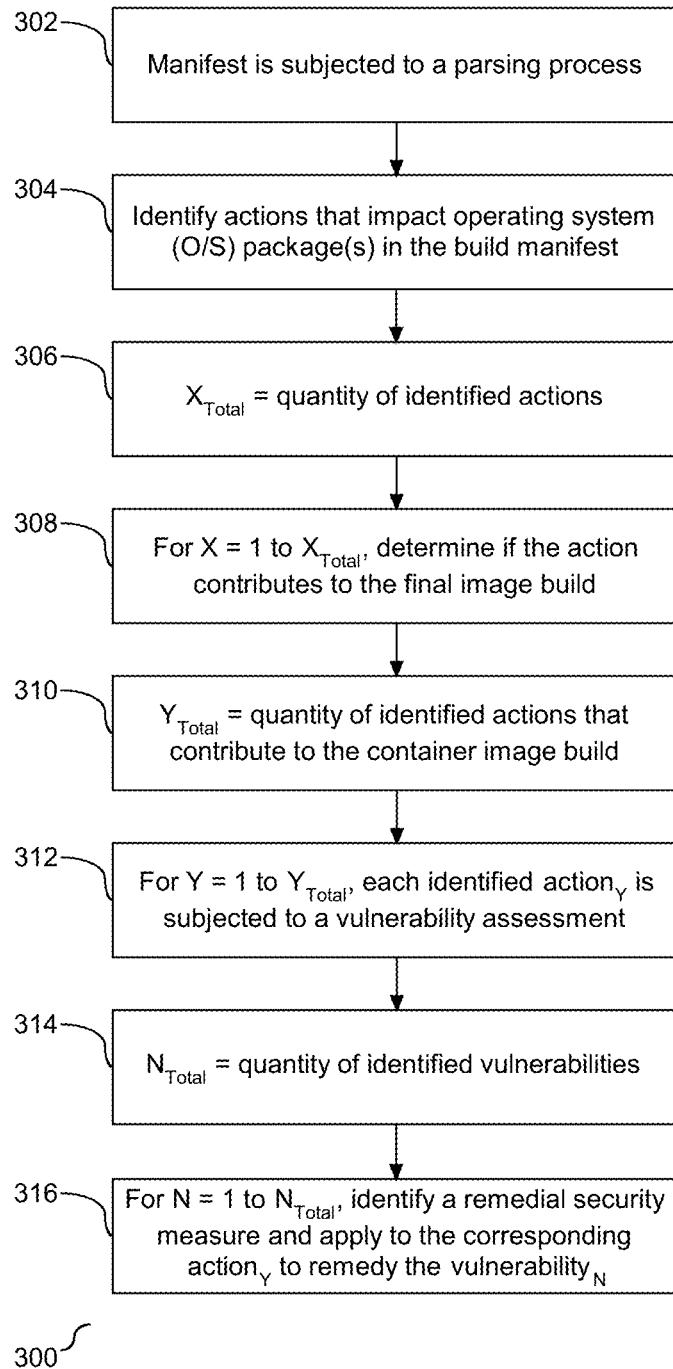 302
Manifest is subjected to a parsing process
304
Identify actions that impact operating system
(O/S) package(s) in the build manifest
306
X_Total = quantity of identified actions
308
For X = 1 to X_Total, determine if the action
contributes to the final image build
310
Y_Total = quantity of identified actions that
contribute to the container image build
312
For Y = 1 to Y_Total, each identified action_Y is
subjected to a vulnerability assessment
314
N_Total = quantity of identified vulnerabilities
316
For N = 1 to N_Total, identify a remedial security
measure and apply to the corresponding
action_Y to remedy the vulnerability_N
300